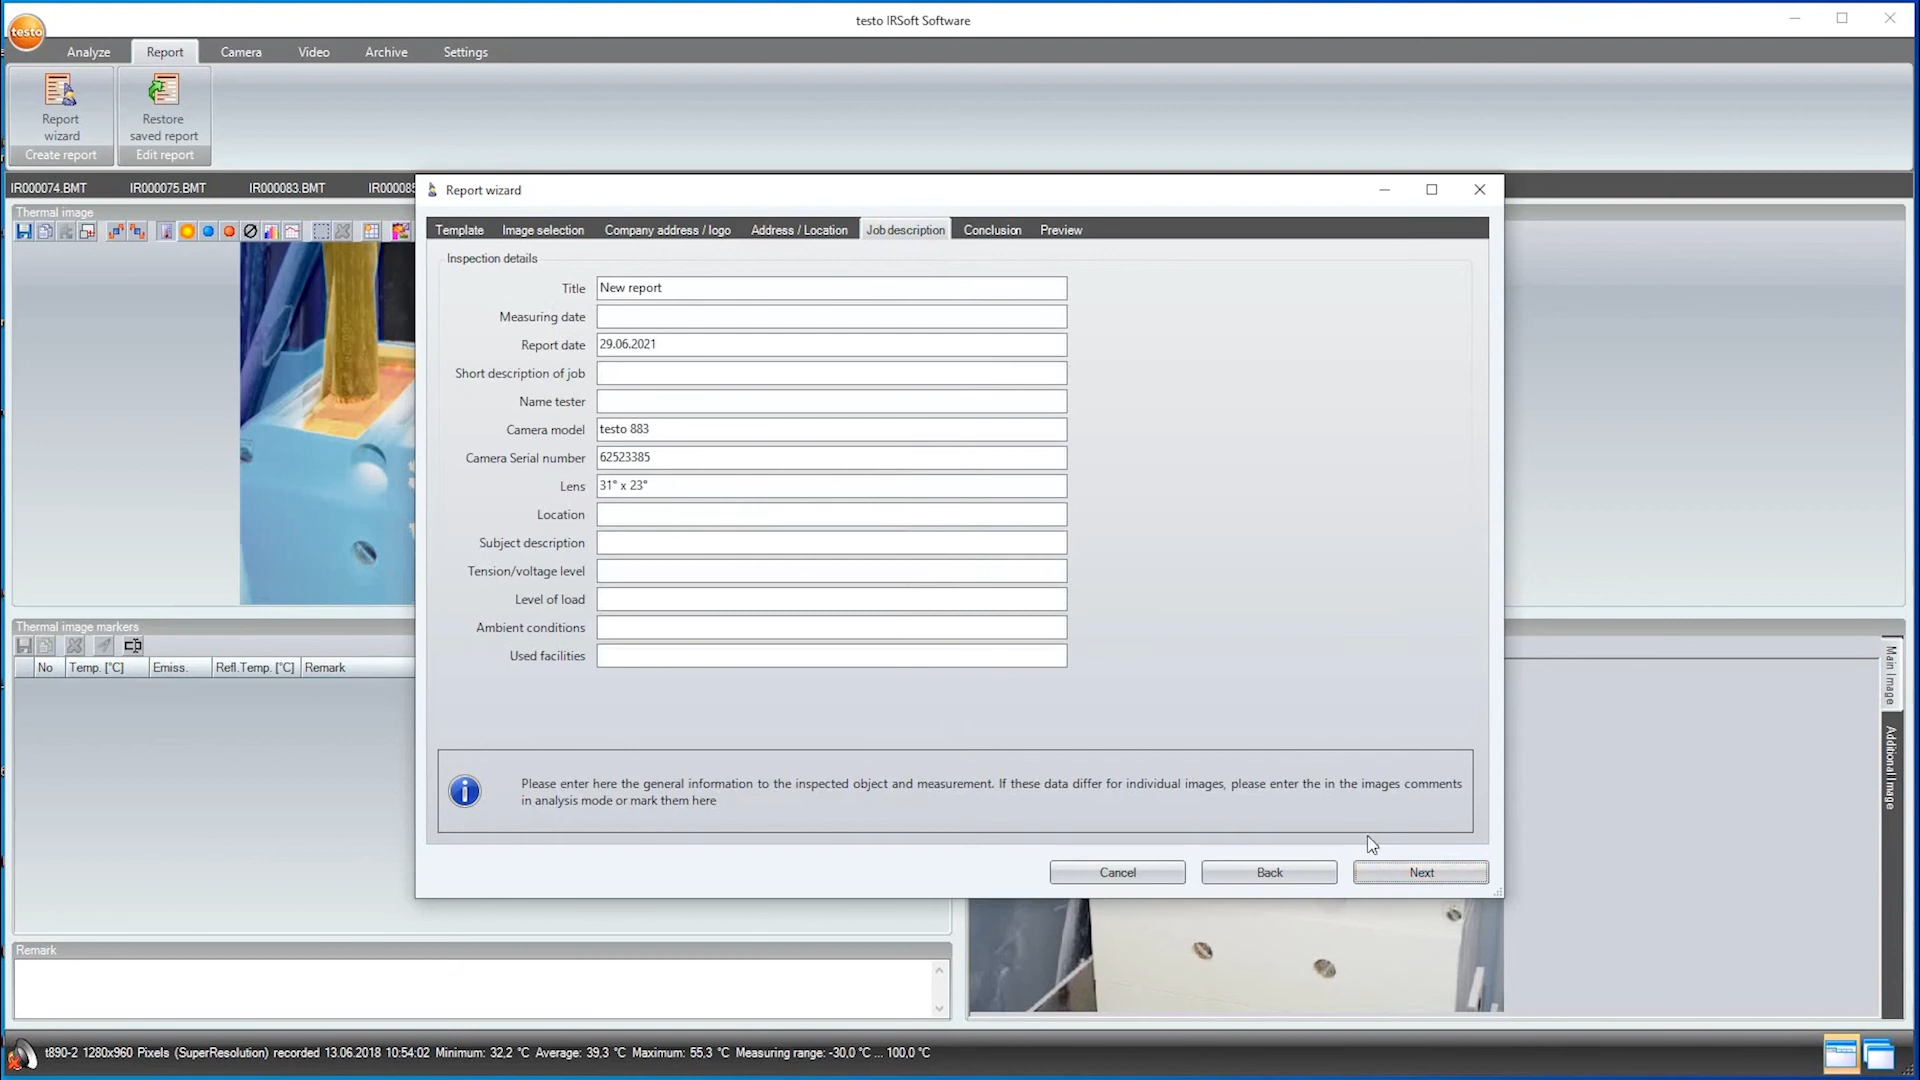 testo IRSoft Software
testo
Analyze
Report
Camera
Video
Archive
Settings
Report
wizard
Create report
Restore
saved report
Edit report
IR000074.BMT
IR000075.BMT
IR000083.BMT
Thermal image
Report wizard
Template
Image selection
Company address / logo
Address / Location
Job description
Conclusion
Preview
Inspection details
Title New report
Measuring date
Report date 29.06.2021
Short description of job
Name tester
Camera model testo 883
Camera Serial number 62523385
Lens 31° x 23°
Location
Subject description
Tension/voltage level
Level of load
Ambient conditions
Used facilities
Please enter here the general information to the inspected object and measurement. If these data differ for individual images, please enter the in the images comments
in analysis mode or mark them here
Cancel
Back
Next
Thermal image markers
No
Temp. [°C]
Emiss.
Refl.Temp. [°C]
Remark
Main Image
Additional Image
Remark
t890-2 1280x960 Pixels (SuperResolution) recorded 13.06.2018 10:54:02 Minimum: 32,2 °C Average: 39,3 °C Maximum: 55,3 °C Measuring range: -30,0 °C ... 100,0 °C